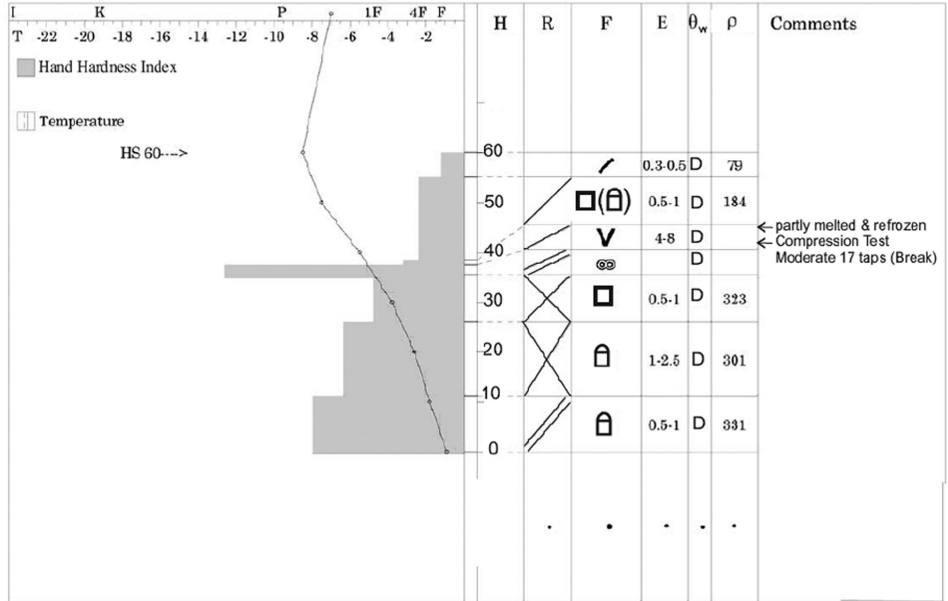 I K P 1F 4F F H R F E θw ρ Comments
T -22 -20 -18 -16 -14 -12 -10 -8 -6 -4 -2
Hand Hardness Index
Temperature
HS 60---->
60
0.3-0.5 D 79
50 0.5-1 D 184
partly melted & refrozen
4-8 D
Compression Test
40
D Moderate 17 taps (Break)
30 0.5-1 D 323
20 1-2.5 D 301
10
0.5-1 D 331
0